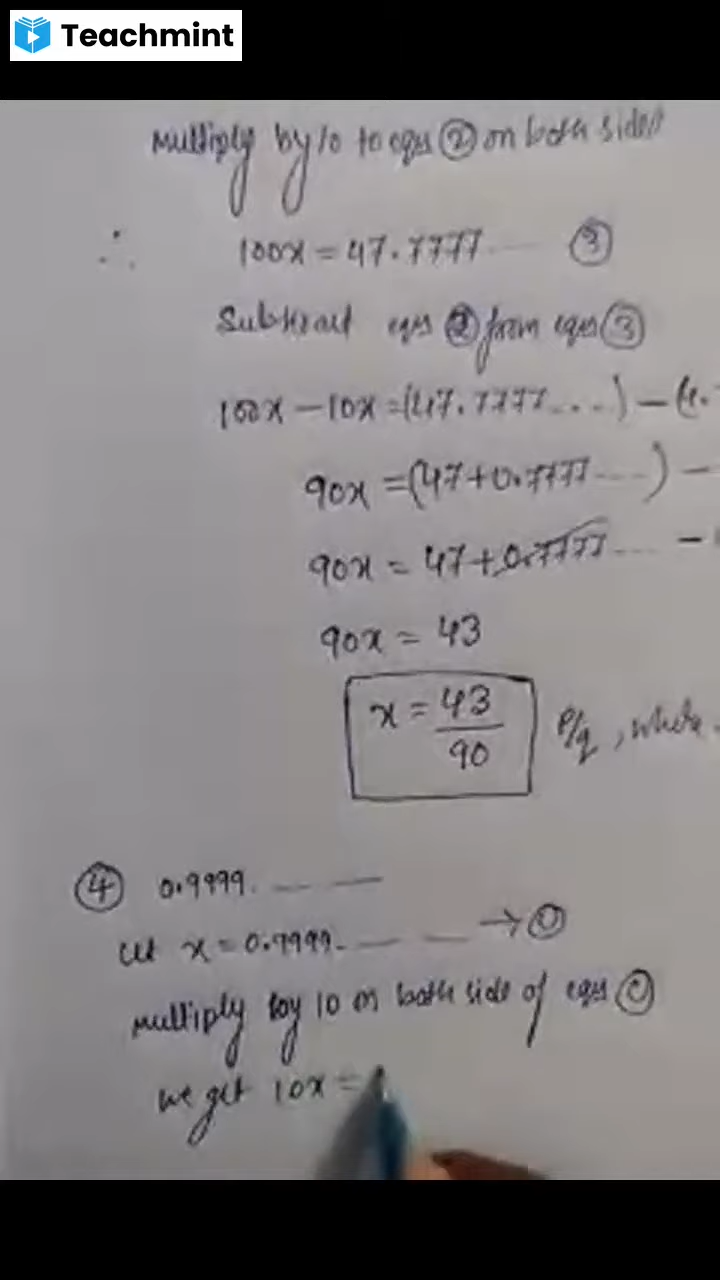 Teachmint
Multiply by 10 to eqn ② on both sides
∴ 100x = 47.7777..... ③
Subtract eqn ② from eqn ③
100x - 10x = (47.7777....) - (4.
90x = (47+0.7777.....) -
90x = 47+0.7777.... -
90x = 43
x = 43/90 P/q, where
④ 0.9999. _ _
Let x = 0.9999. _ _ → ①
Multiply by 10 on both side of eqn ①
we get 10x =